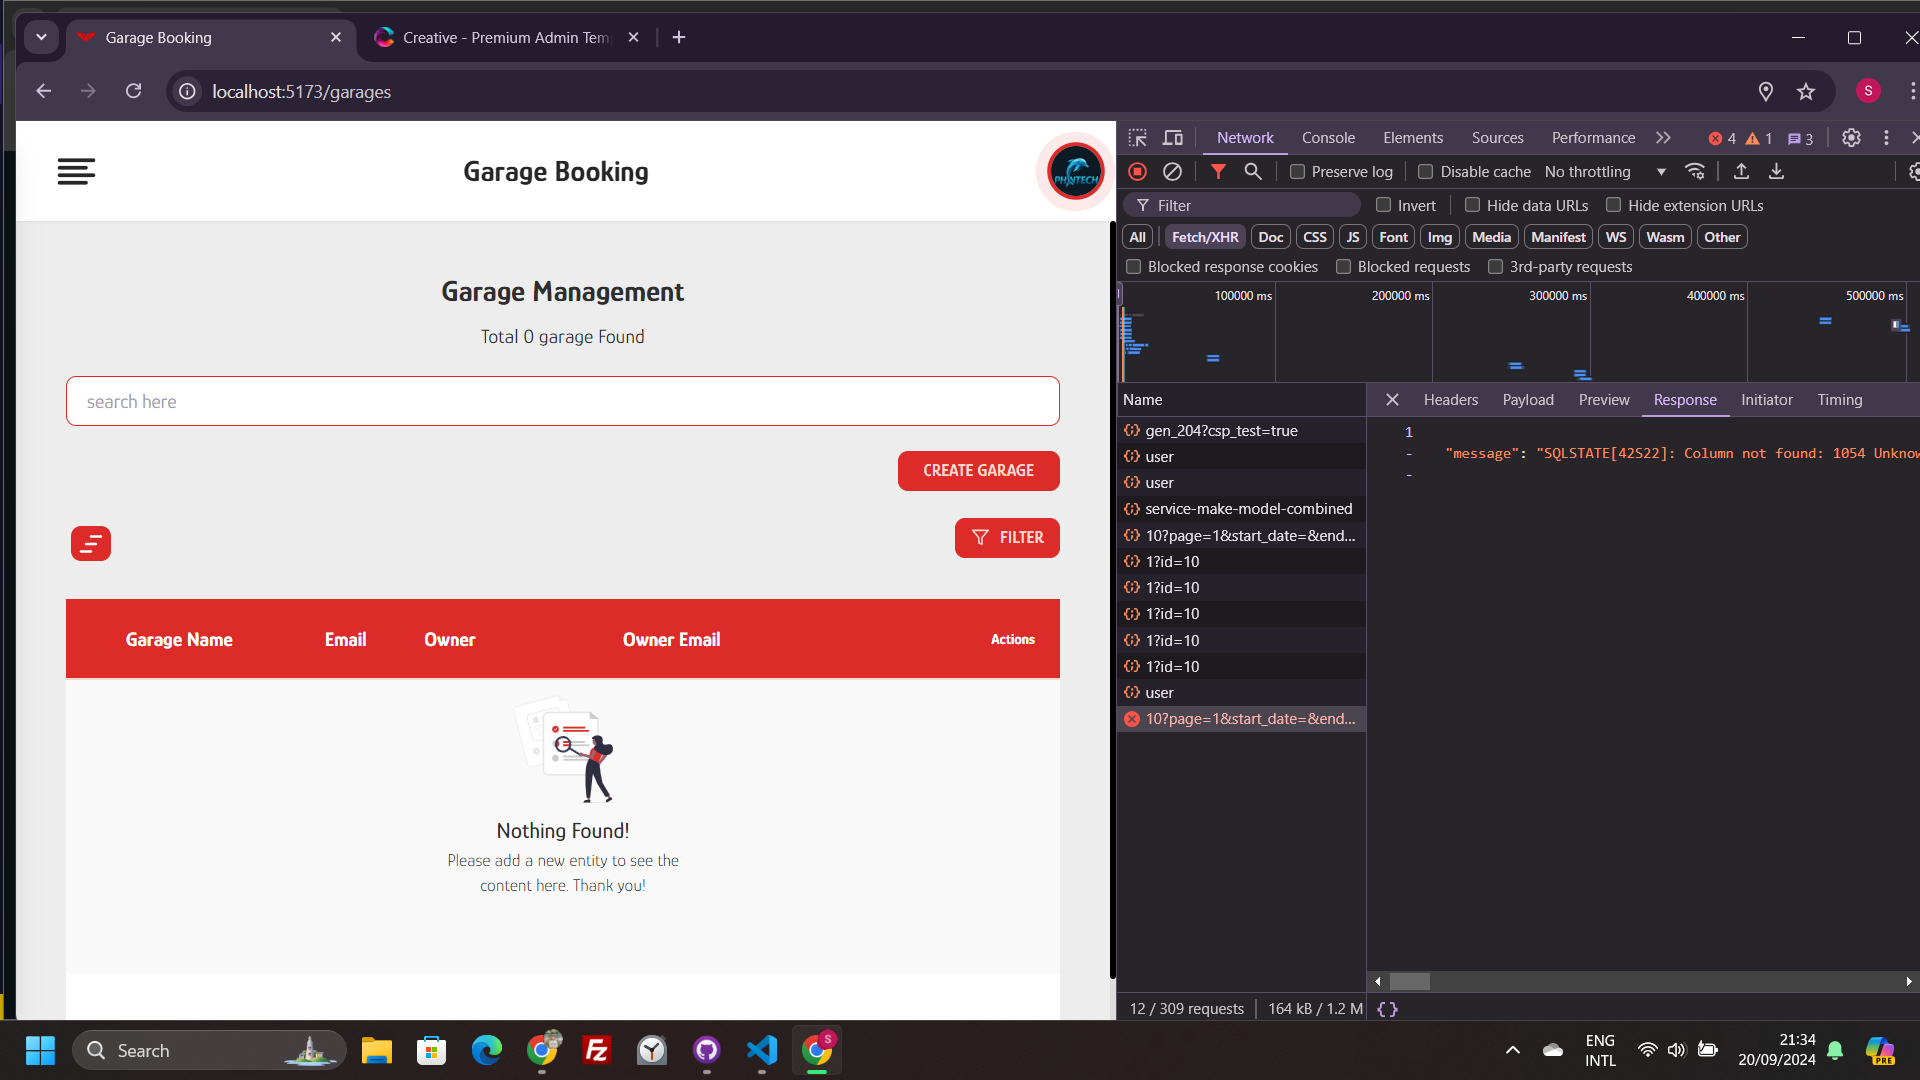 Garage Booking
Creative - Premium Admin Tem
localhost:5173/garages
S
Garage Booking
PHNTECH
Garage Management
Total 0 garage Found
search here
CREATE GARAGE
FILTER
Garage Name Email Owner Owner Email Actions
Nothing Found!
Please add a new entity to see the
content here. Thank you!
Network Console Elements Sources Performance 4 1 3
Preserve log Disable cache No throttling
Filter Invert Hide data URLs Hide extension URLs
All Fetch/XHR Doc CSS JS Font Img Media Manifest WS Wasm Other
Blocked response cookies Blocked requests 3rd-party requests
100000 ms 200000 ms 300000 ms 400000 ms 500000 ms
Name
Headers Payload Preview Response Initiator Timing
gen_204?csp_test=true
user
user
service-make-model-combined
10?page=1&start_date=&end...
1?id=10
1?id=10
1?id=10
1?id=10
1?id=10
user
10?page=1&start_date=&end...
1
- "message": "SQLSTATE[42S22]: Column not found: 1054 Unknow
-
12 / 309 requests 164 kB / 1.2 M { }
Search
Fz
S
PRE
ENG
INTL
21:34
20/09/2024